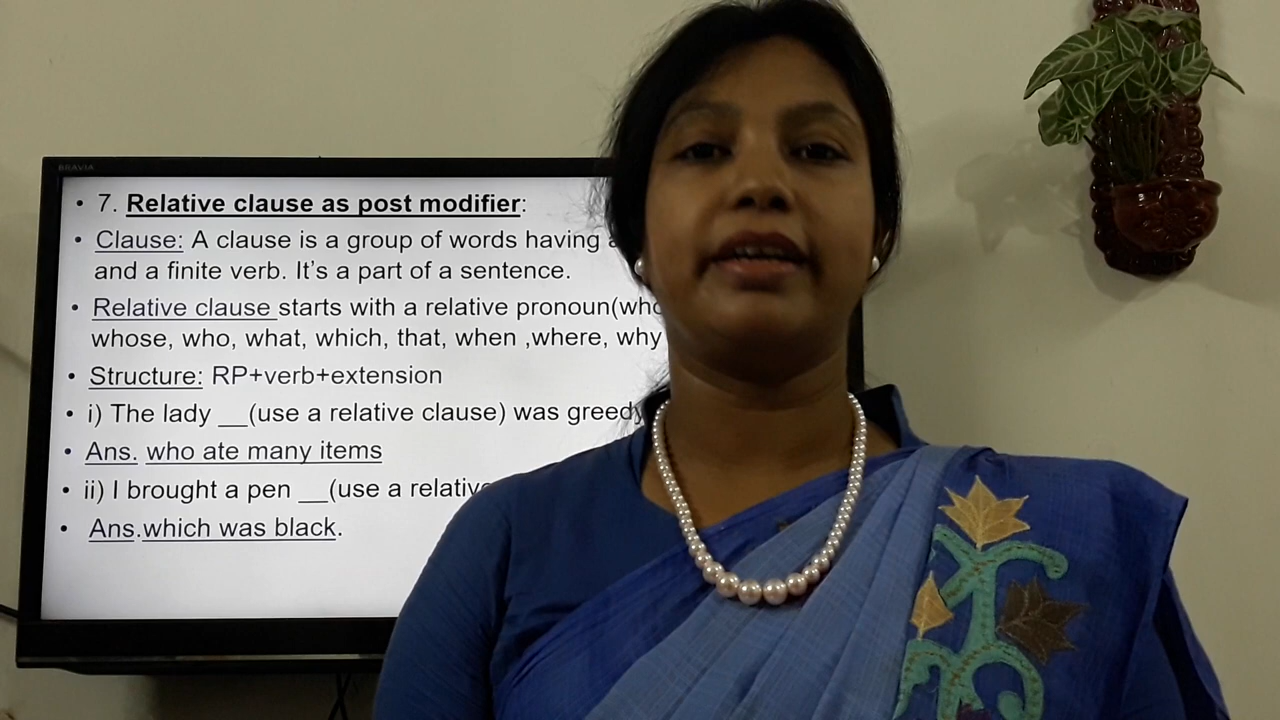 BRAVIA
• 7. Relative clause as post modifier:
• Clause: A clause is a group of words having
and a finite verb. It's a part of a sentence.
• Relative clause starts with a relative pronoun(who
whose, who, what, which, that, when ,where, why
• Structure: RP+verb+extension
• i) The lady __(use a relative clause) was greedy
• Ans. who ate many items
• ii) I brought a pen __(use a relative
• Ans.which was black.